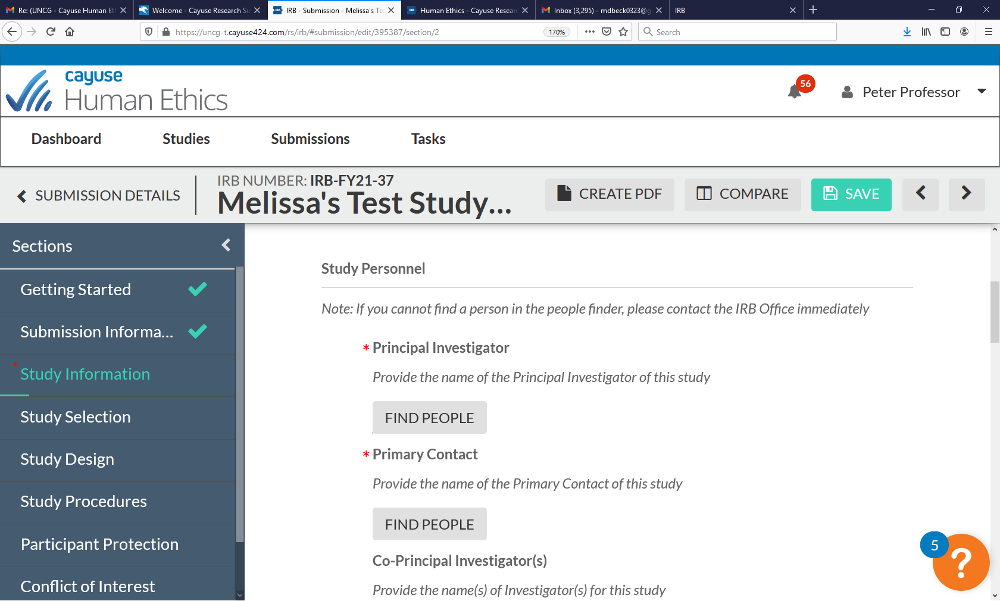 Re: (UNCG - Cayuse Human Et
Welcome - Cayuse Research Su
IRB - Submission - Melissa's Te
Human Ethics - Cayuse Researc
Inbox (3,295) - mdbeck0323@g
IRB
https://uncg-t.cayuse424.com/rs/irb/#submission/edit/395387/section/2
170%
Search
cayuse
Human Ethics
56
Peter Professor
Dashboard
Studies
Submissions
Tasks
SUBMISSION DETAILS
IRB NUMBER: IRB-FY21-37
Melissa's Test Study...
CREATE PDF
COMPARE
SAVE
Sections
Getting Started
Submission Informa...
* Study Information
Study Selection
Study Design
Study Procedures
Participant Protection
Conflict of Interest
Study Personnel
Note: If you cannot find a person in the people finder, please contact the IRB Office immediately
* Principal Investigator
Provide the name of the Principal Investigator of this study
FIND PEOPLE
* Primary Contact
Provide the name of the Primary Contact of this study
FIND PEOPLE
Co-Principal Investigator(s)
Provide the name(s) of Investigator(s) for this study
5
?